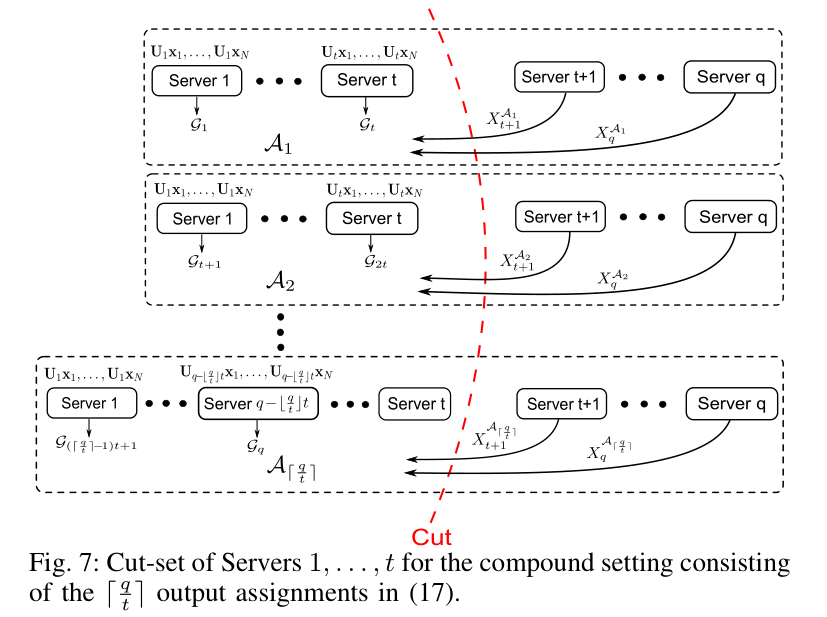 U₁x₁, . . . , U₁x_N U_tx₁, . . . , U_tx_N
Server 1 • • • Server t Server t+1 • • • Server q
𝒢₁ 𝒢_t X_{t+1}^{𝒜₁} X_q^{𝒜₁}
𝒜₁
U₁x₁, . . . , U₁x_N U_tx₁, . . . , U_tx_N
Server 1 • • • Server t Server t+1 • • • Server q
𝒢_{t+1} 𝒢_{2t} X_{t+1}^{𝒜₂} X_q^{𝒜₂}
𝒜₂
U₁x₁, . . . , U₁x_N U_{q−⌊q/t⌋t}x₁, . . . , U_{q−⌊q/t⌋t}x_N
Server 1 • • • Server q−⌊q/t⌋t • • • Server t Server t+1 • • • Server q
𝒢_{(⌈q/t⌉−1)t+1} 𝒢_q X_{t+1}^{𝒜_{⌈q/t⌉}} X_q^{𝒜_{⌈q/t⌉}}
𝒜_{⌈q/t⌉}
Cut
Fig. 7: Cut-set of Servers 1, . . . , t for the compound setting consisting
of the ⌈q/t⌉ output assignments in (17).